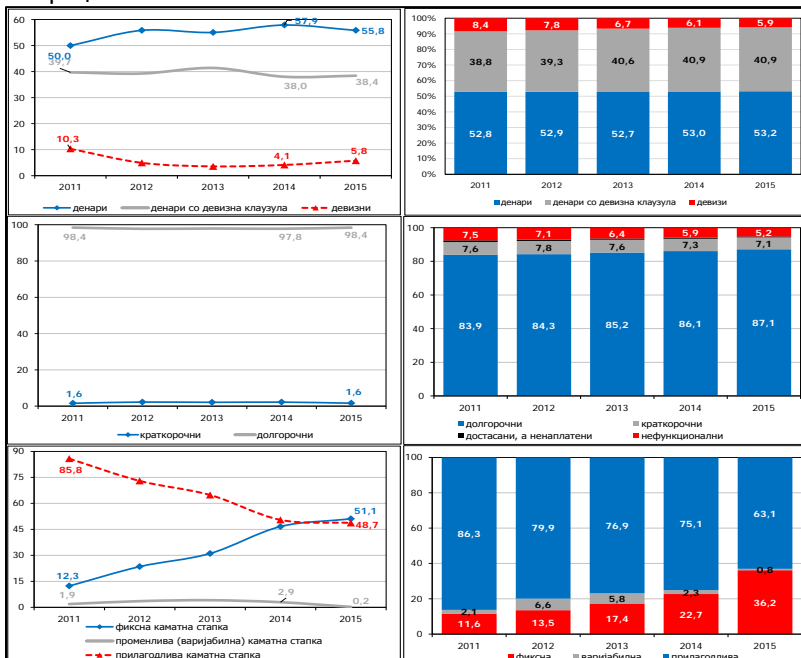 60
50
40
30
20
10
0
50,0
57,9
55,8
39,7
38,0
38,4
10,3
4,1
5,8
2011 2012 2013 2014 2015
денари денари со девизна клаузула девизни
100%
90%
80%
70%
60%
50%
40%
30%
20%
10%
0%
8,4 7,8 6,7 6,1 5,9
38,8 39,3 40,6 40,9 40,9
52,8 52,9 52,7 53,0 53,2
2011 2012 2013 2014 2015
денари денари со девизна клаузула девизи
100
80
60
40
20
0
98,4 97,8 98,4
1,6 1,6
2011 2012 2013 2014 2015
краткорочни долгорочни
100
80
60
40
20
0
7,5 7,1 6,4 5,9 5,2
7,6 7,8 7,6 7,3 7,1
83,9 84,3 85,2 86,1 87,1
2011 2012 2013 2014 2015
долгорочни краткорочни
достасани, а ненаплатени нефункционални
90
75
60
45
30
15
0
85,8
51,1
48,7
12,3
1,9 2,9 0,2
2011 2012 2013 2014 2015
фиксна каматна стапка
променлива (варијабилна) каматна стапка
прилагодлива каматна стапка
100
80
60
40
20
0
86,3 79,9 76,9 75,1 63,1
2,1 6,6 5,8 2,3 0,8
11,6 13,5 17,4 22,7 36,2
2011 2012 2013 2014 2015
фиксна варијабилна прилагодлива